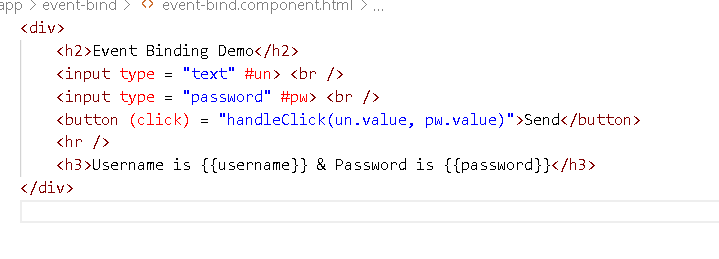 app > event-bind > <> event-bind.component.html > ...
<div>
    <h2>Event Binding Demo</h2>
    <input type = "text" #un> <br />
    <input type = "password" #pw> <br />
    <button (click) = "handleClick(un.value, pw.value)">Send</button>
    <hr />
    <h3>Username is {{username}} & Password is {{password}}</h3>
</div>